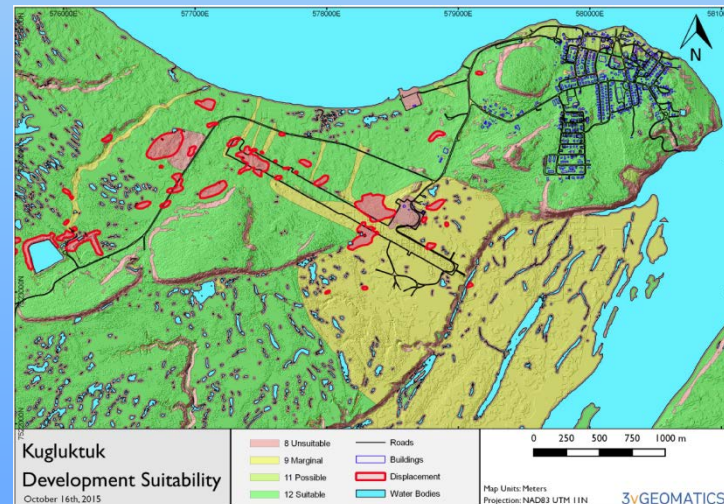 576000E 577000E 578000E 579000E 580000E
N
Kugluktuk
Development Suitability
October 16th, 2015
8 Unsuitable
9 Marginal
11 Possible
12 Suitable
Roads
Buildings
Displacement
Water Bodies
0 250 500 750 1000 m
Map Units: Meters
Projection: NAD83 UTM 11N
3vGEOMATICS